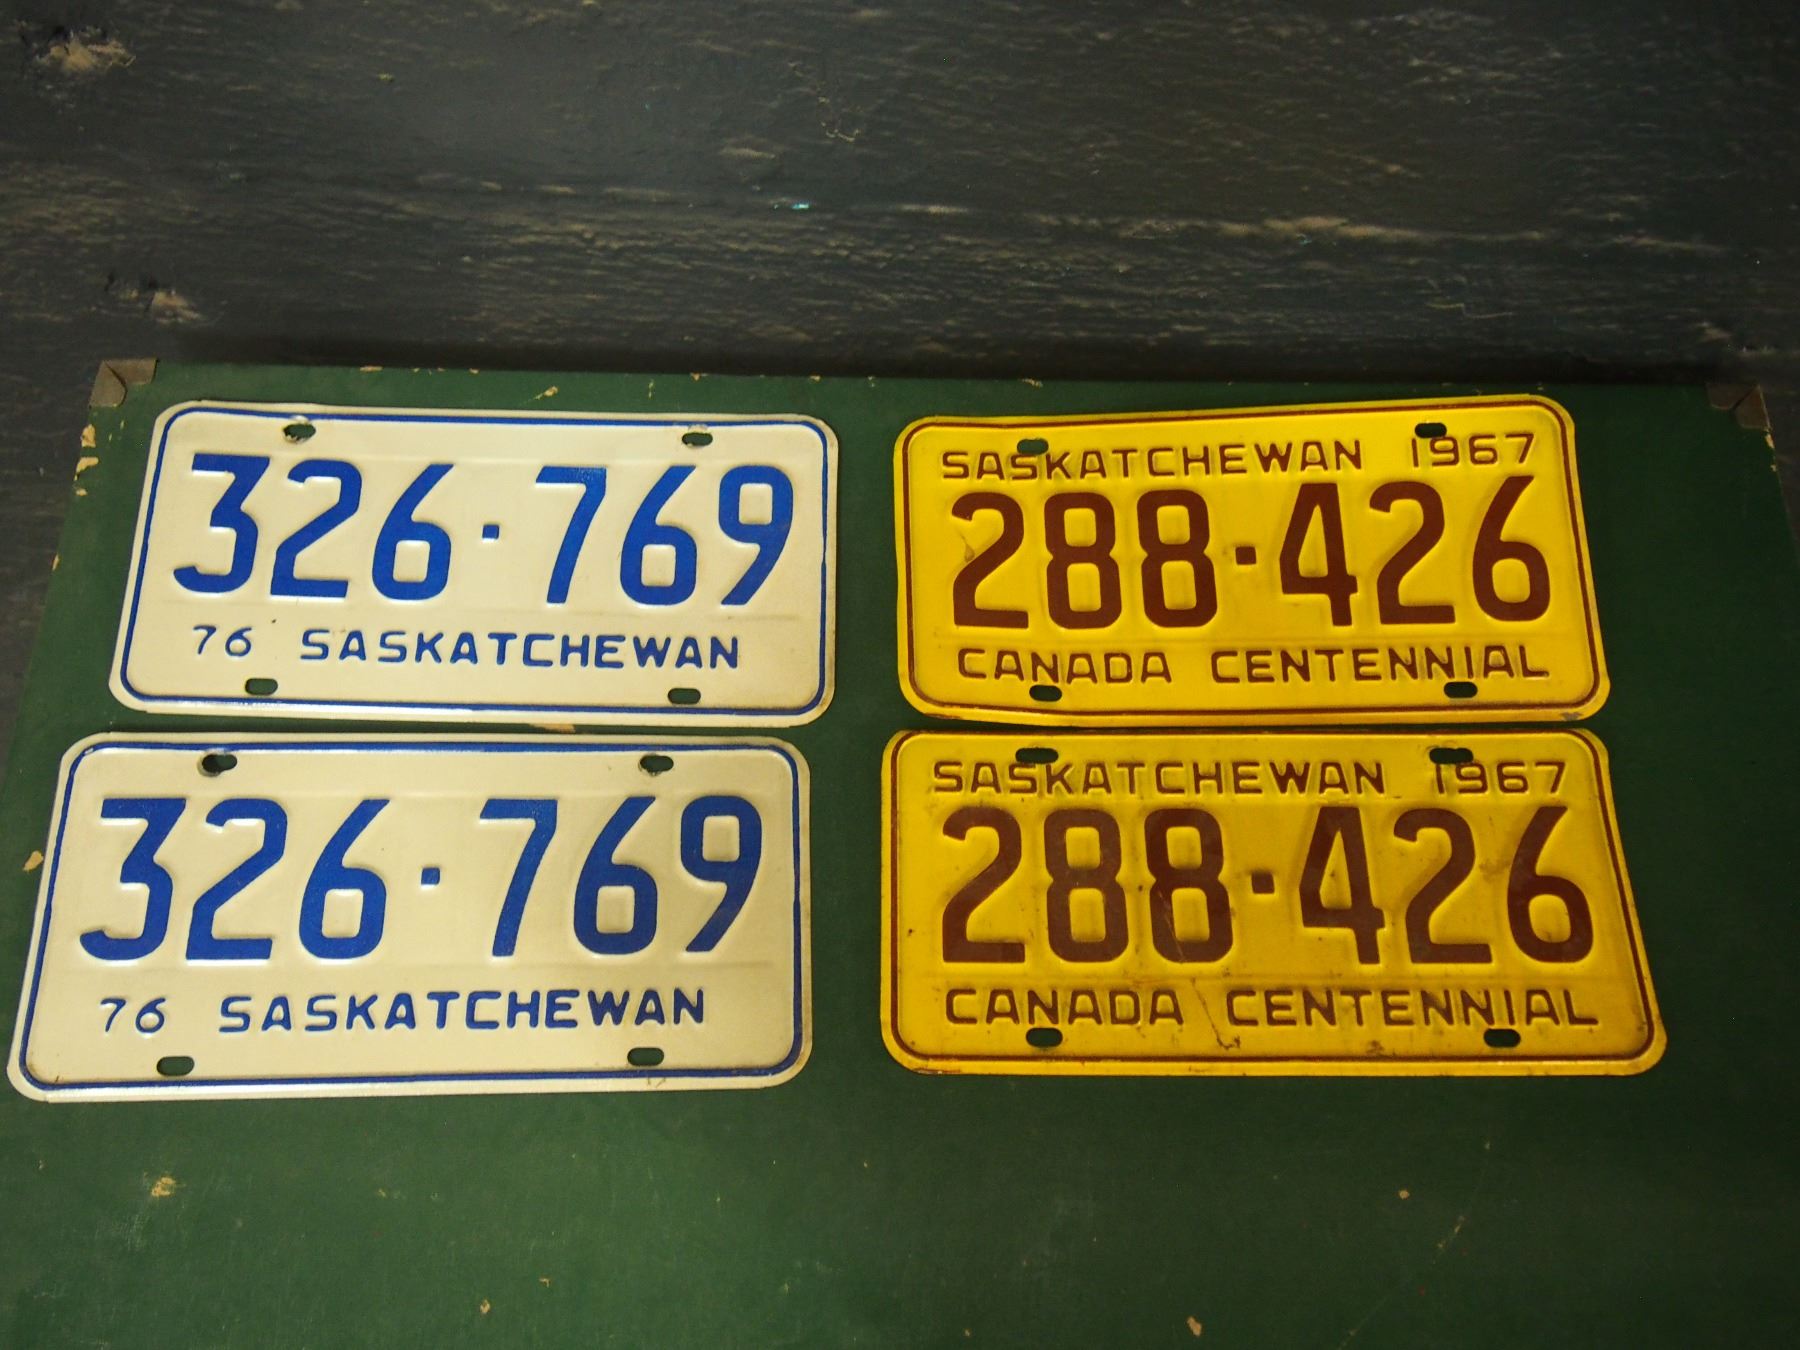 326·769
76 SASKATCHEWAN
SASKATCHEWAN 1967
288·426
CANADA CENTENNIAL
326·769
76 SASKATCHEWAN
SASKATCHEWAN 1967
288·426
CANADA CENTENNIAL